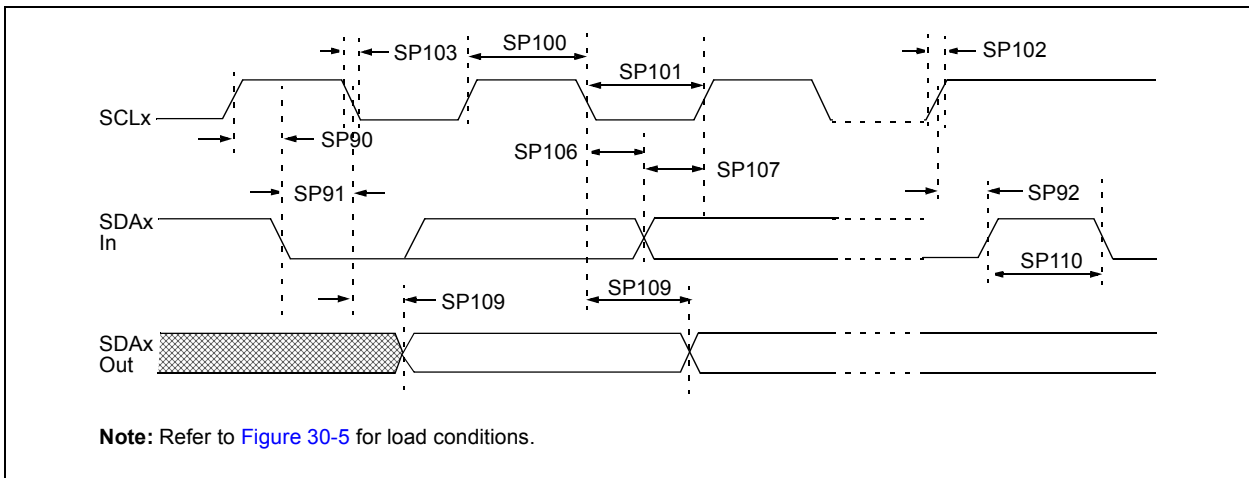 SP103
SP100
SP102
SP101
SCLx
SP90
SP106
SP107
SP91
SP92
SDAx
In
SP110
SP109
SP109
SDAx
Out
Note: Refer to Figure 30-5 for load conditions.